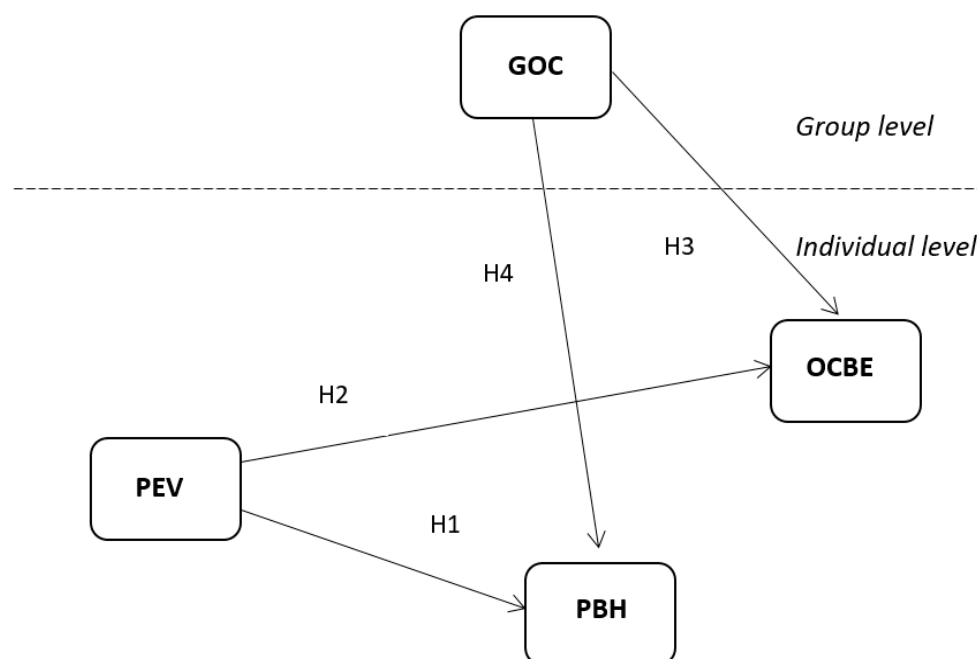 GOC
Group level
H3
Individual level
H4
OCBE
H2
PEV
H1
PBH